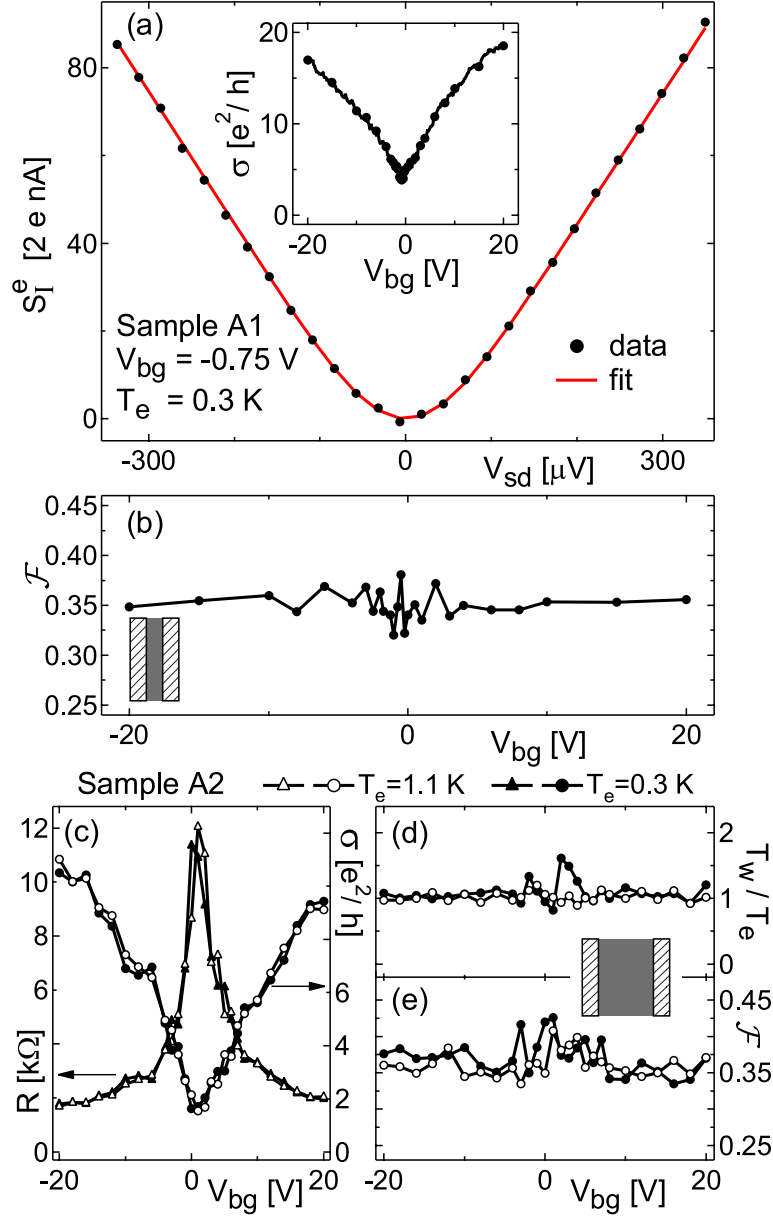 (a)
80
40
0
S_I^e [2 e nA]
20
10
0
σ [e²/ h]
-20 0 20
V_bg [V]
Sample A1
V_bg = -0.75 V
T_e = 0.3 K
data
fit
-300 0 300
V_sd [μV]
(b)
0.45
0.40
0.35
0.30
0.25
ℱ
-20 0 20
V_bg [V]
Sample A2 T_e=1.1 K T_e=0.3 K
(c)
12
10
8
6
4
2
0
R [kΩ]
σ [e²/h]
6
4
2
0
-20 0 20
V_bg [V]
(d)
2
1
0
T_w / T_e
(e)
0.45
0.35
0.25
ℱ
-20 0 20
V_bg [V]